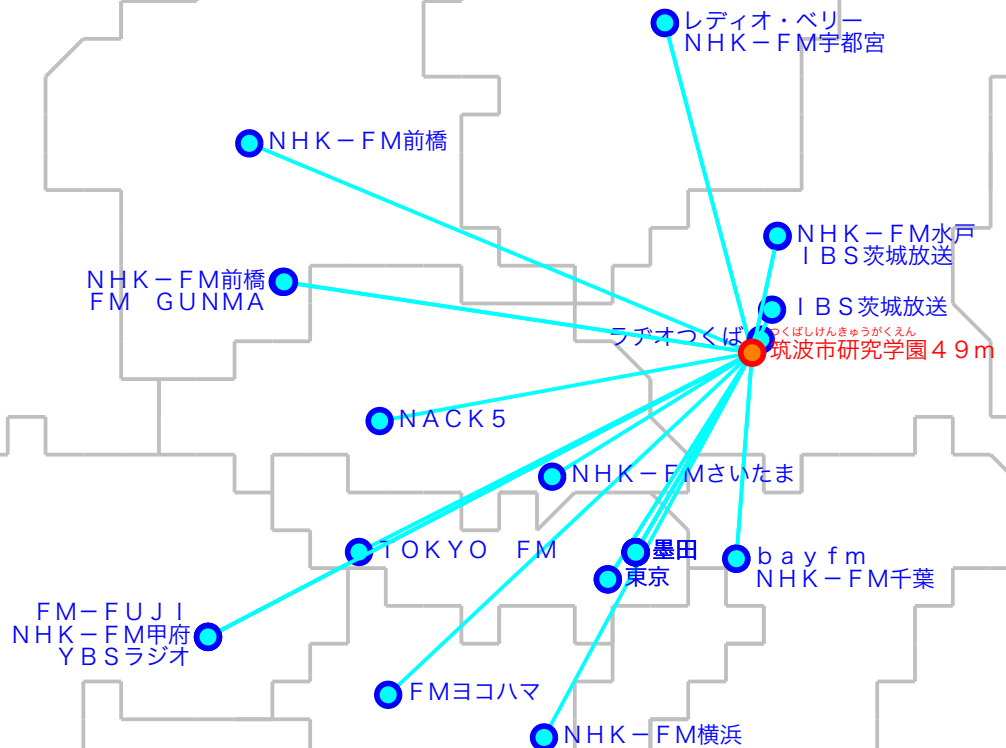 レディオ・ベリー
ＮＨＫ－ＦＭ宇都宮
ＮＨＫ－ＦＭ前橋
ＮＨＫ－ＦＭ水戸
ＩＢＳ茨城放送
ＮＨＫ－ＦＭ前橋
ＦＭ　ＧＵＮＭＡ
ＩＢＳ茨城放送
ラヂオつくば
つくばしけんきゅうがくえん
筑波市研究学園４９ｍ
ＮＡＣＫ５
ＮＨＫ－ＦＭさいたま
ＴＯＫＹＯ　ＦＭ
墨田
ｂａｙｆｍ
ＮＨＫ－ＦＭ千葉
東京
ＦＭ－ＦＵＪＩ
ＮＨＫ－ＦＭ甲府
ＹＢＳラジオ
ＦＭヨコハマ
ＮＨＫ－ＦＭ横浜